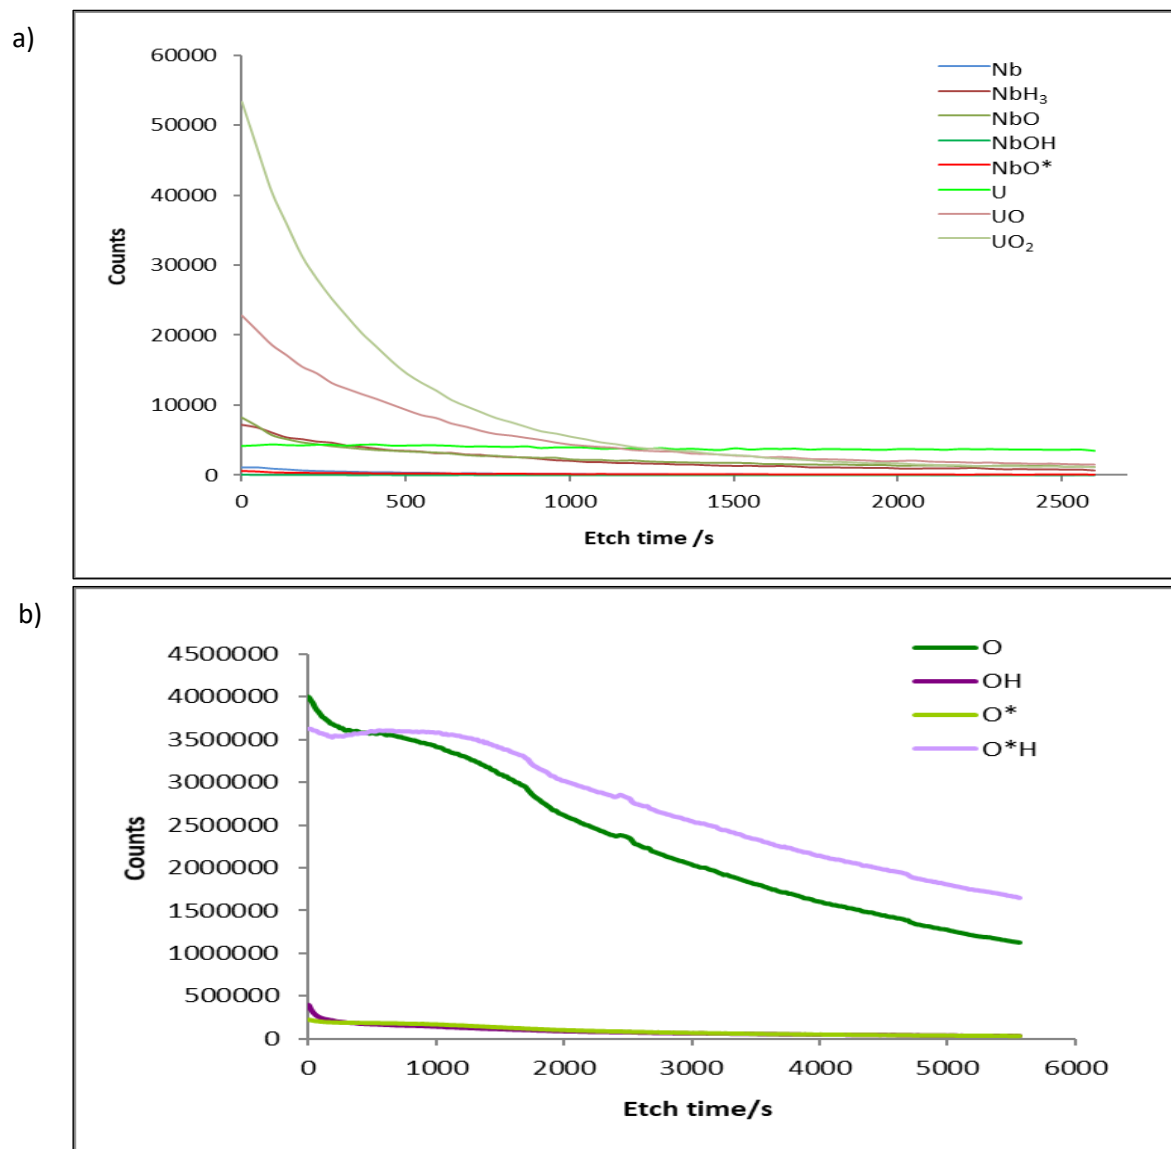 a)
60000
50000
40000
30000
20000
10000
0
Counts
0 500 1000 1500 2000 2500
Etch time /s
Nb
NbH₃
NbO
NbOH
NbO*
U
UO
UO₂
b)
4500000
4000000
3500000
3000000
2500000
2000000
1500000
1000000
500000
0
Counts
0 1000 2000 3000 4000 5000 6000
Etch time/s
O
OH
O*
O*H